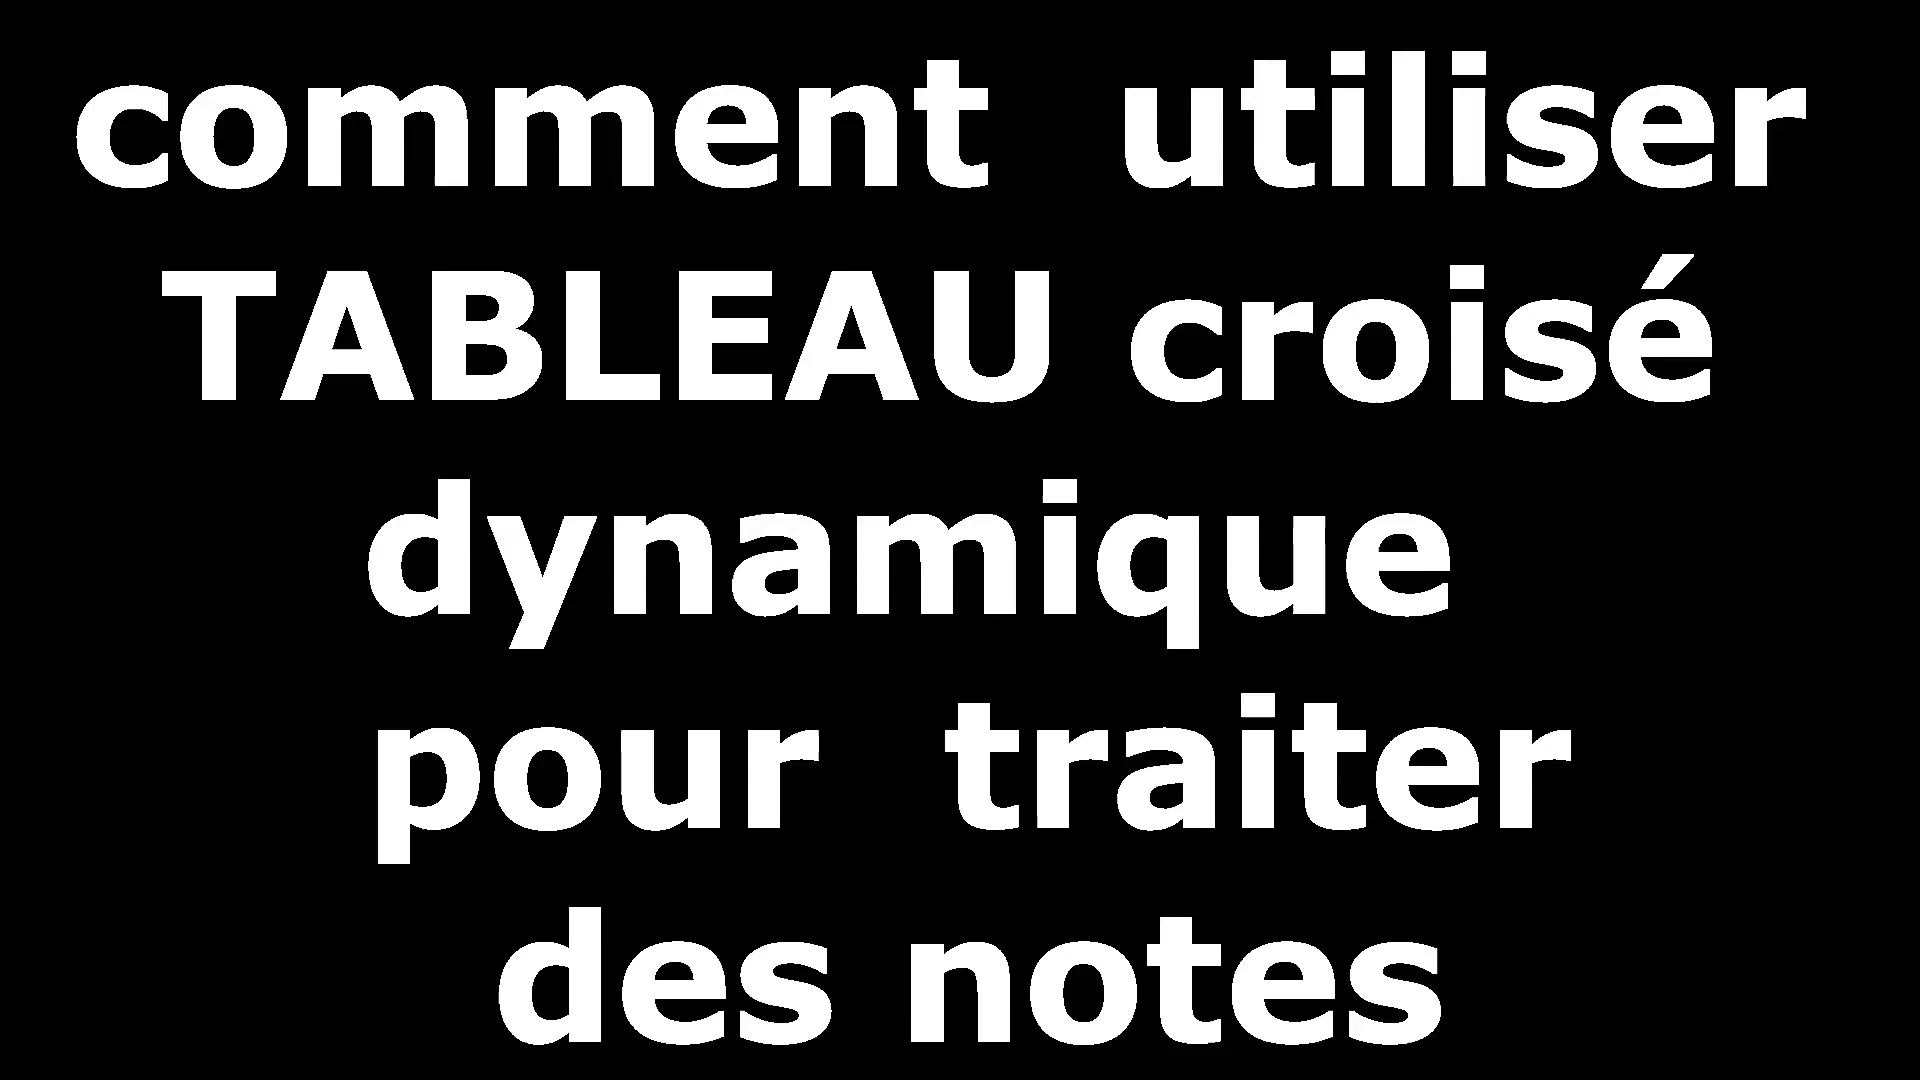 comment utiliser
TABLEAU croisé
dynamique
pour traiter
des notes